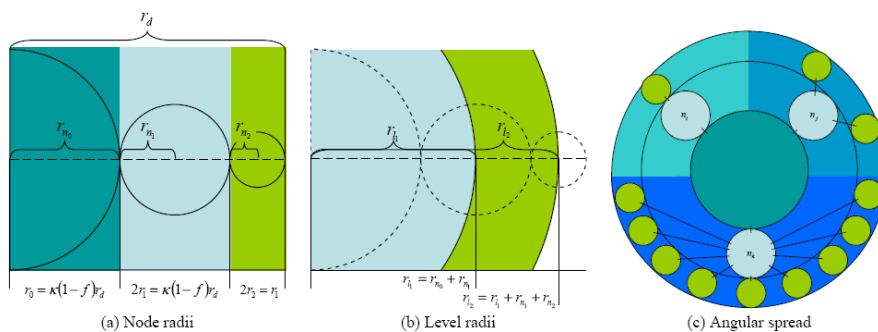 r_d
r_{n_0}
r_{n_1}
r_{n_2}
r_0 = κ(1−f)r_d
2r_1 = κ(1−f)r_d
2r_2 = r_1
(a) Node radii
r_{l_1}
r_{l_2}
r_{l_1} = r_{n_0} + r_{n_1}
r_{l_2} = r_{l_1} + r_{n_1} + r_{n_2}
(b) Level radii
n_i
n_j
n_k
(c) Angular spread